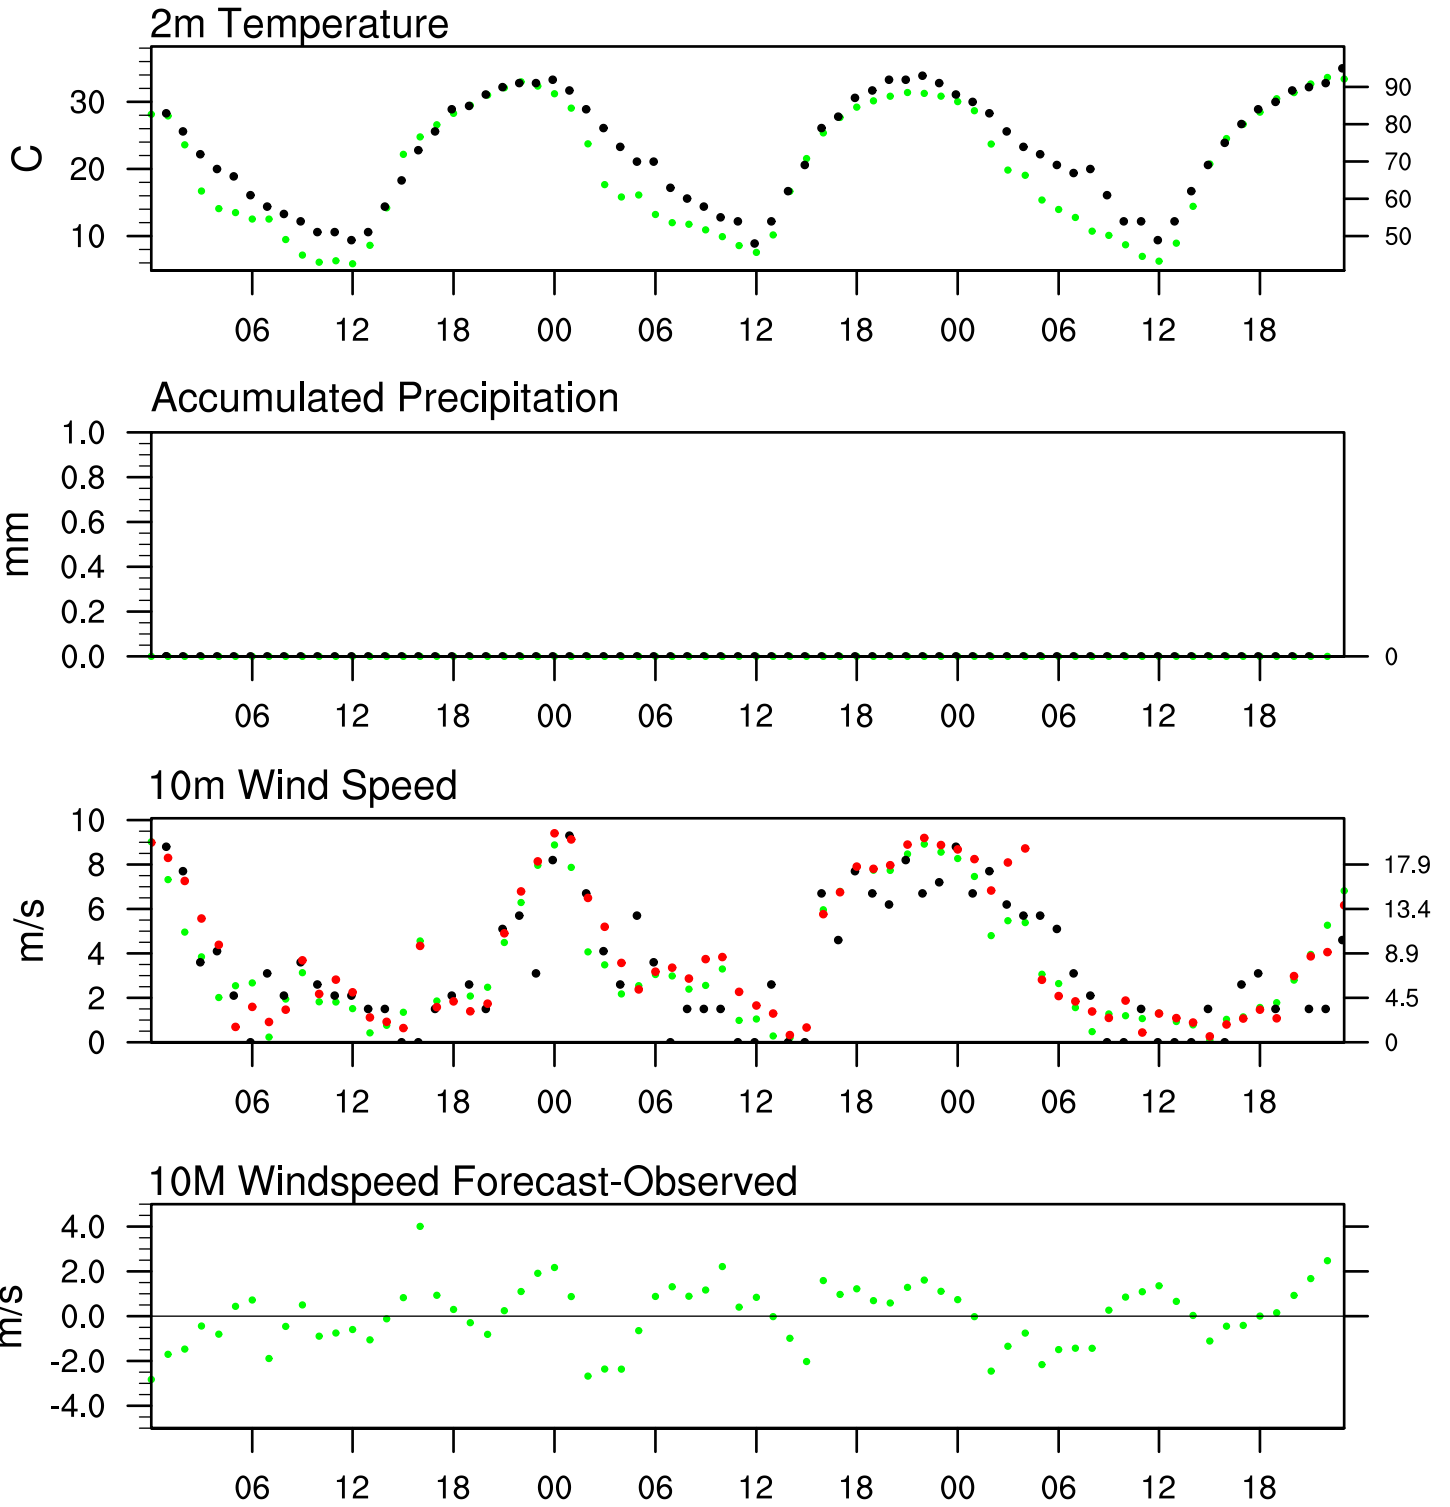 2m Temperature
30
20
10
C
90
80
70
60
50
06 12 18 00 06 12 18 00 06 12 18
Accumulated Precipitation
1.0
0.8
0.6
0.4
0.2
0.0
mm
0
06 12 18 00 06 12 18 00 06 12 18
10m Wind Speed
10
8
6
4
2
0
m/s
17.9
13.4
8.9
4.5
0
06 12 18 00 06 12 18 00 06 12 18
10M Windspeed Forecast-Observed
4.0
2.0
0.0
-2.0
-4.0
m/s
06 12 18 00 06 12 18 00 06 12 18